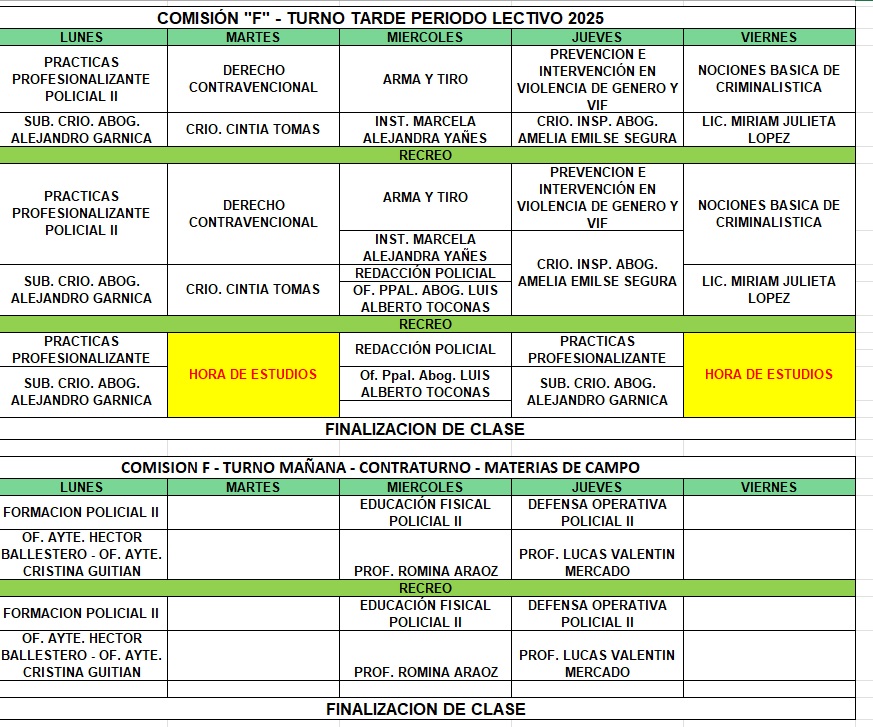 COMISIÓN "F" - TURNO TARDE PERIODO LECTIVO 2025
LUNES MARTES MIERCOLES JUEVES VIERNES
PRACTICAS
PROFESIONALIZANTE
POLICIAL II
DERECHO
CONTRAVENCIONAL
ARMA Y TIRO
PREVENCION E
INTERVENCIÓN EN
VIOLENCIA DE GENERO Y
VIF
NOCIONES BASICA DE
CRIMINALISTICA
SUB. CRIO. ABOG.
ALEJANDRO GARNICA
CRIO. CINTIA TOMAS
INST. MARCELA
ALEJANDRA YAÑES
CRIO. INSP. ABOG.
AMELIA EMILSE SEGURA
LIC. MIRIAM JULIETA
LOPEZ
RECREO
PRACTICAS
PROFESIONALIZANTE
POLICIAL II
DERECHO
CONTRAVENCIONAL
ARMA Y TIRO
INST. MARCELA
ALEJANDRA YAÑES
PREVENCION E
INTERVENCIÓN EN
VIOLENCIA DE GENERO Y
VIF
NOCIONES BASICA DE
CRIMINALISTICA
SUB. CRIO. ABOG.
ALEJANDRO GARNICA
CRIO. CINTIA TOMAS
REDACCIÓN POLICIAL
OF. PPAL. ABOG. LUIS
ALBERTO TOCONAS
CRIO. INSP. ABOG.
AMELIA EMILSE SEGURA
LIC. MIRIAM JULIETA
LOPEZ
RECREO
PRACTICAS
PROFESIONALIZANTE
HORA DE ESTUDIOS
REDACCIÓN POLICIAL
PRACTICAS
PROFESIONALIZANTE
HORA DE ESTUDIOS
SUB. CRIO. ABOG.
ALEJANDRO GARNICA
Of. Ppal. Abog. LUIS
ALBERTO TOCONAS
SUB. CRIO. ABOG.
ALEJANDRO GARNICA
FINALIZACION DE CLASE
COMISION F - TURNO MAÑANA - CONTRATURNO - MATERIAS DE CAMPO
LUNES MARTES MIERCOLES JUEVES VIERNES
FORMACION POLICIAL II
EDUCACIÓN FISICAL
POLICIAL II
DEFENSA OPERATIVA
POLICIAL II
OF. AYTE. HECTOR
BALLESTERO - OF. AYTE.
CRISTINA GUITIAN
PROF. ROMINA ARAOZ
PROF. LUCAS VALENTIN
MERCADO
RECREO
FORMACION POLICIAL II
EDUCACIÓN FISICAL
POLICIAL II
DEFENSA OPERATIVA
POLICIAL II
OF. AYTE. HECTOR
BALLESTERO - OF. AYTE.
CRISTINA GUITIAN
PROF. ROMINA ARAOZ
PROF. LUCAS VALENTIN
MERCADO
FINALIZACION DE CLASE